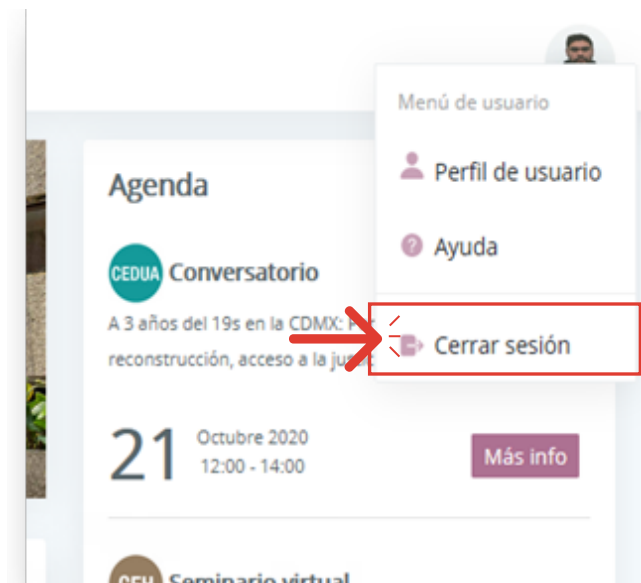 Menú de usuario
Perfil de usuario
Ayuda
Cerrar sesión
Agenda
CEDUA Conversatorio
A 3 años del 19s en la CDMX:
reconstrucción, acceso a la
21
Octubre 2020
12:00 - 14:00
Más info
Seminario virtual